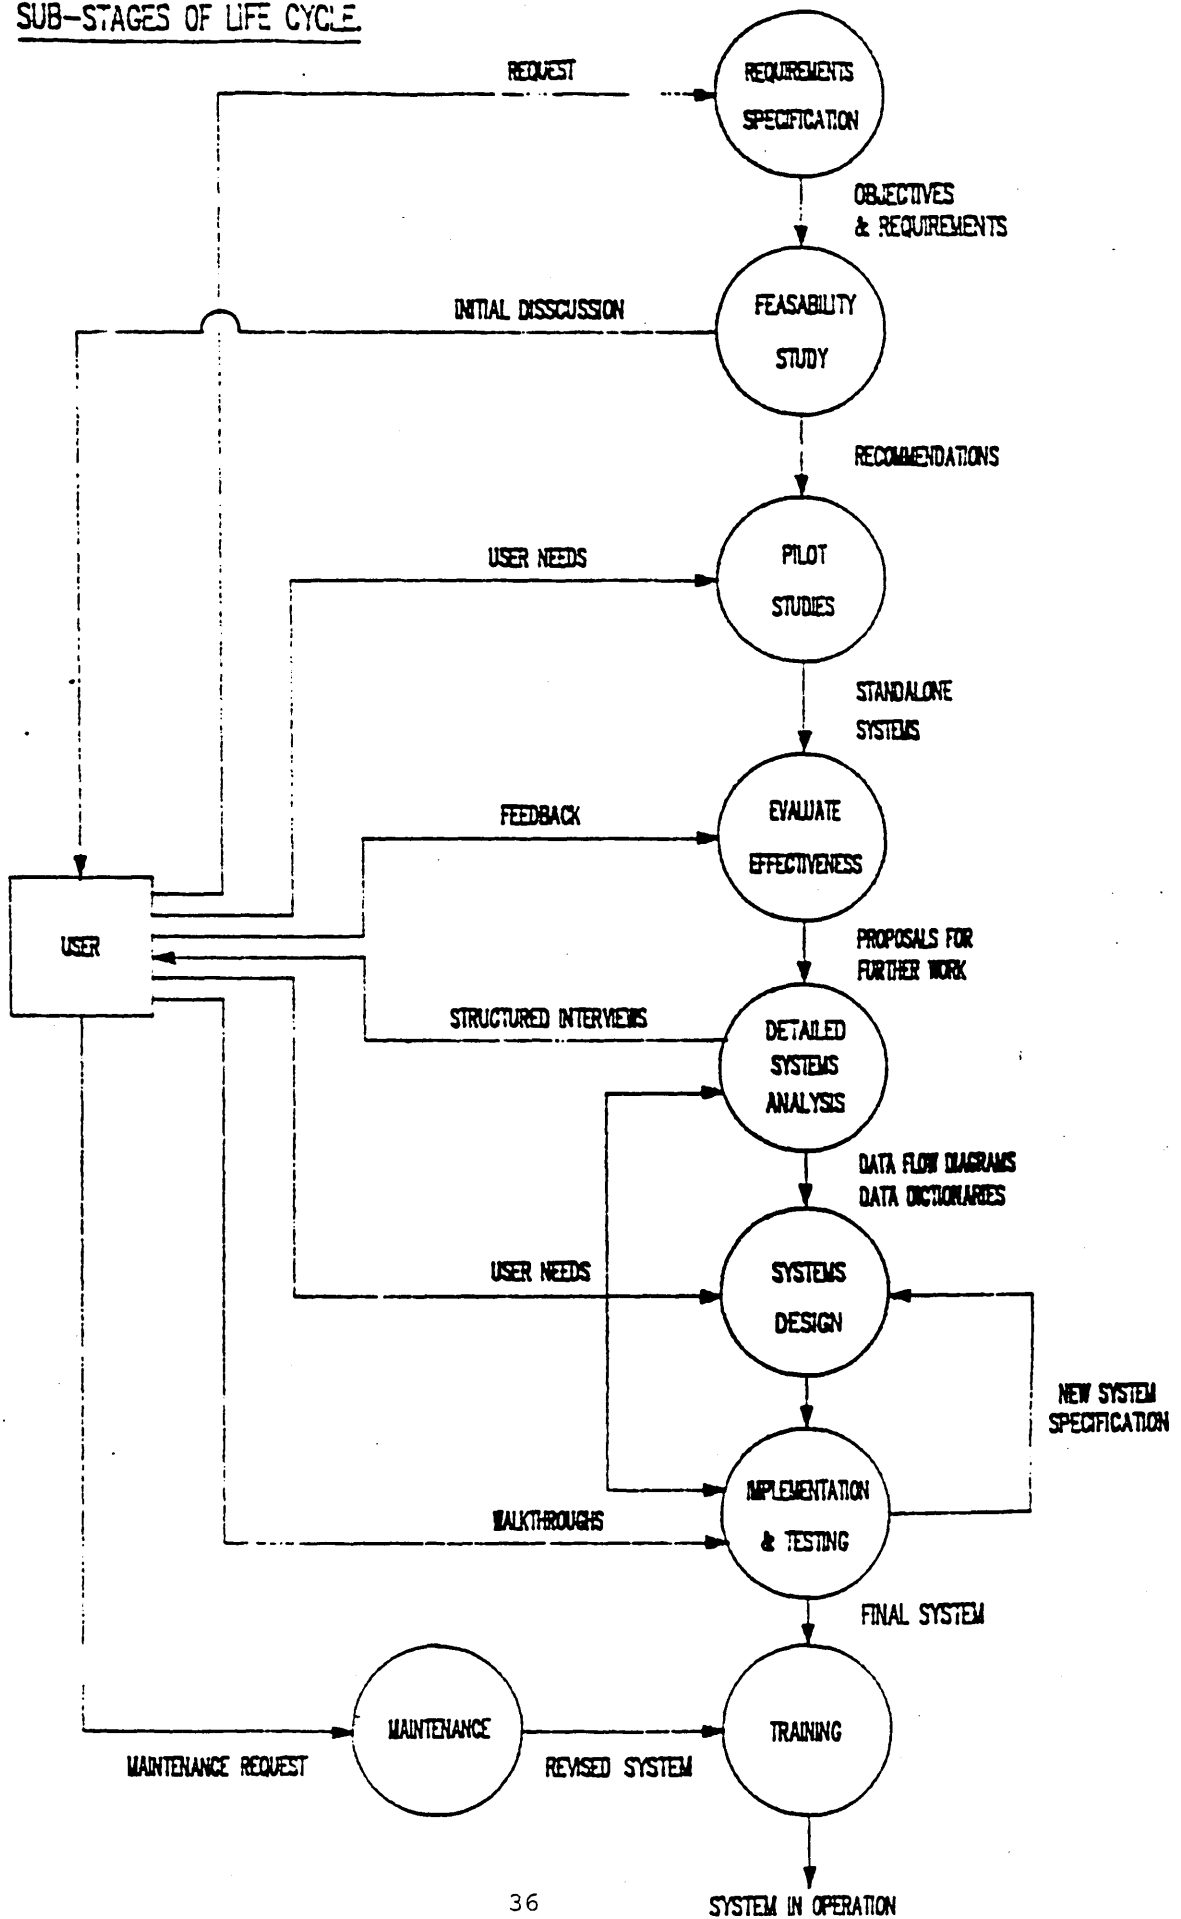 SUB-STAGES OF LIFE CYCLE.
REQUEST
REQUIREMENTS
SPECIFICATION
OBJECTIVES
& REQUIREMENTS
INITIAL DISSCUSSION
FEASABILITY
STUDY
RECOMMENDATIONS
USER NEEDS
PILOT
STUDIES
STANDALONE
SYSTEMS
FEEDBACK
EVALUATE
EFFECTIVENESS
USER
PROPOSALS FOR
FURTHER WORK
STRUCTURED INTERVIEWS
DETAILED
SYSTEMS
ANALYSIS
DATA FLOW DIAGRAMS
DATA DICTIONARIES
USER NEEDS
SYSTEMS
DESIGN
NEW SYSTEM
SPECIFICATION
WALKTHROUGHS
IMPLEMENTATION
& TESTING
FINAL SYSTEM
MAINTENANCE
TRAINING
MAINTENANCE REQUEST
REVISED SYSTEM
36
SYSTEM IN OPERATION